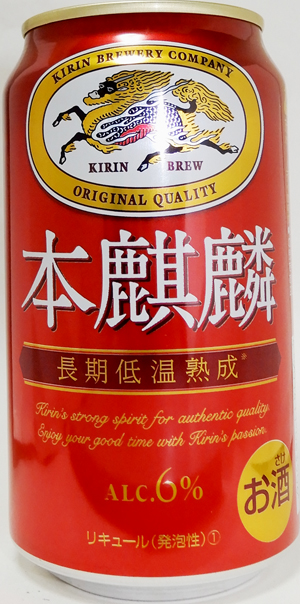 KIRIN BREWERY COMPANY
KIRIN BREW
ORIGINAL QUALITY
本麒麟
長期低温熟成※
Kirin's strong spirit for authentic quality.
Enjoy your good time with Kirin's passion.
ALC.6%
さけ
お酒
リキュール(発泡性)①